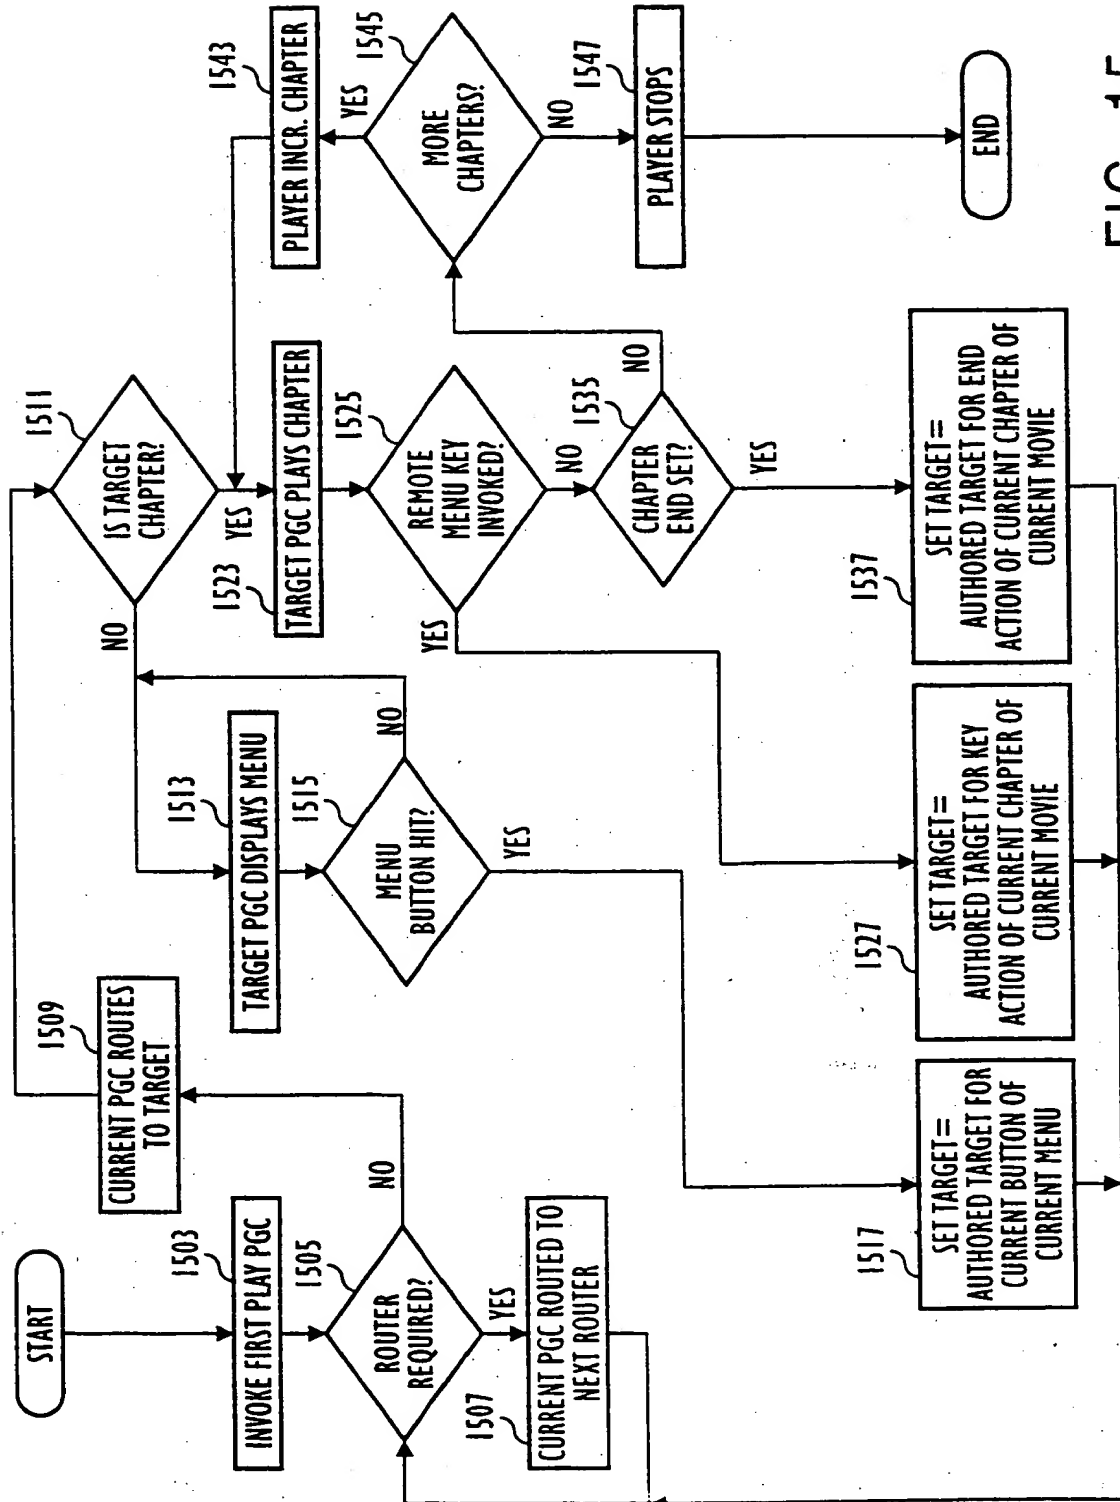 START
1503
INVOKE FIRST PLAY PGC
1505
ROUTER
REQUIRED?
NO
YES
1507
CURRENT PGC ROUTED TO
NEXT ROUTER
1509
CURRENT PGC ROUTES
TO TARGET
1511
IS TARGET
CHAPTER?
NO
YES
1513
TARGET PGC DISPLAYS MENU
1515
MENU
BUTTON HIT?
NO
YES
1517
SET TARGET=
AUTHORED TARGET FOR
CURRENT BUTTON OF
CURRENT MENU
1523
TARGET PGC PLAYS CHAPTER
1525
REMOTE
MENU KEY
INVOKED?
YES
NO
1527
SET TARGET=
AUTHORED TARGET FOR KEY
ACTION OF CURRENT CHAPTER OF
CURRENT MOVIE
1535
CHAPTER
END SET?
NO
YES
1537
SET TARGET=
AUTHORED TARGET FOR END
ACTION OF CURRENT CHAPTER OF
CURRENT MOVIE
1543
PLAYER INCR. CHAPTER
1545
MORE
CHAPTERS?
YES
NO
1547
PLAYER STOPS
END